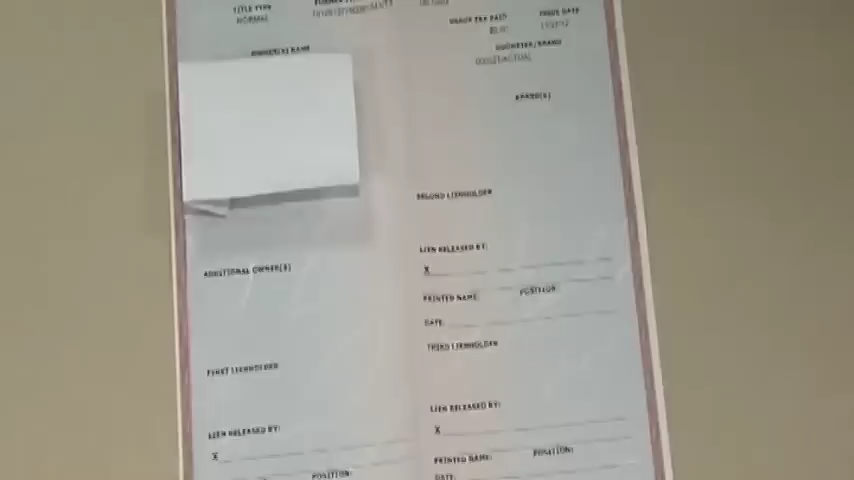 TITLE TYPE
NORMAL
USAGE TAX PAID
ISSUE DATE
ODOMETER/BRAND
OWNER(S) NAME
BRAND(S)
SECOND LIENHOLDER
LIEN RELEASED BY:
ADDITIONAL OWNER(S)
X
PRINTED NAME:
POSITION
DATE:
THIRD LIENHOLDER
FIRST LIENHOLDER
LIEN RELEASED BY:
LIEN RELEASED BY:
X
X
PRINTED NAME:
POSITION:
POSITION:
DATE: